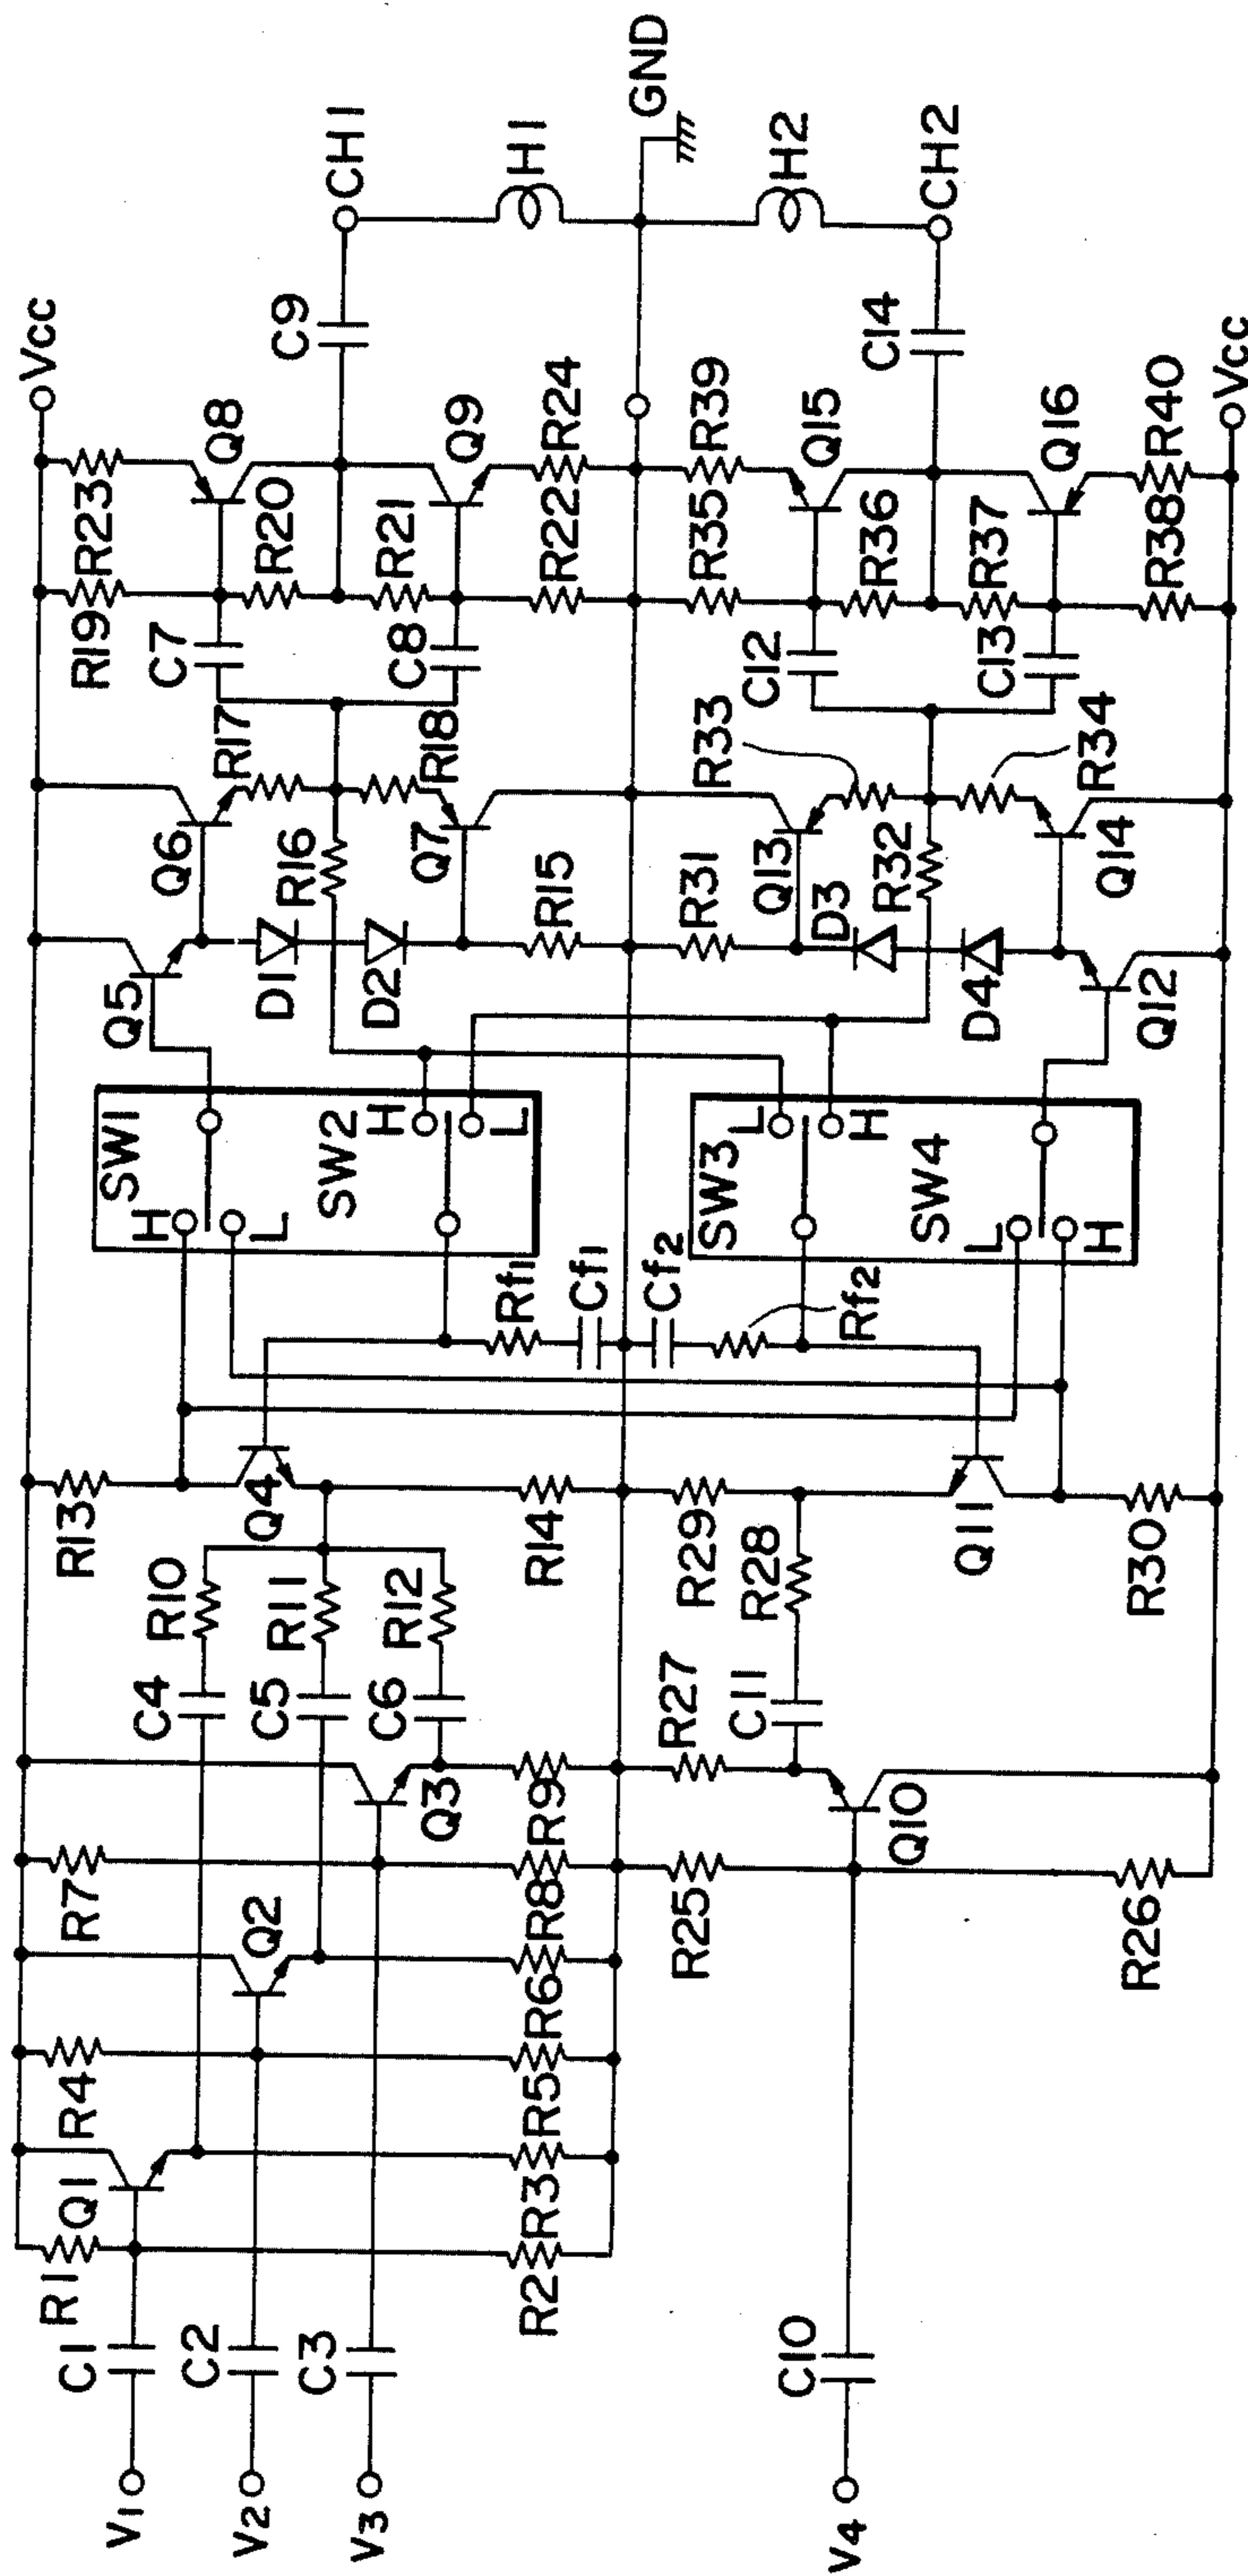 V1
V2
V3
V4
C1
C2
C3
C10
R1
Q1
R2
R3
R4
R5
Q2
R6
R7
R8
Q3
R9
R25
R26
Q10
R27
C4
C5
C6
C11
R10
R11
R12
R28
R13
Q4
R14
R29
Q11
R30
Rf1
Cf1
Cf2
Rf2
SW1
H
L
SW2
H
L
SW3
L
H
SW4
L
H
Q5
D1
D2
R15
R31
D3
D4
Q12
Q6
R16
R17
R18
Q7
Q13
R32
R33
R34
Q14
C7
C8
C12
C13
R19
R20
R21
R22
R35
R36
R37
R38
R23
Q8
Q9
R24
R39
Q15
Q16
R40
Vcc
Vcc
C9
C14
CH1
H1
GND
H2
CH2